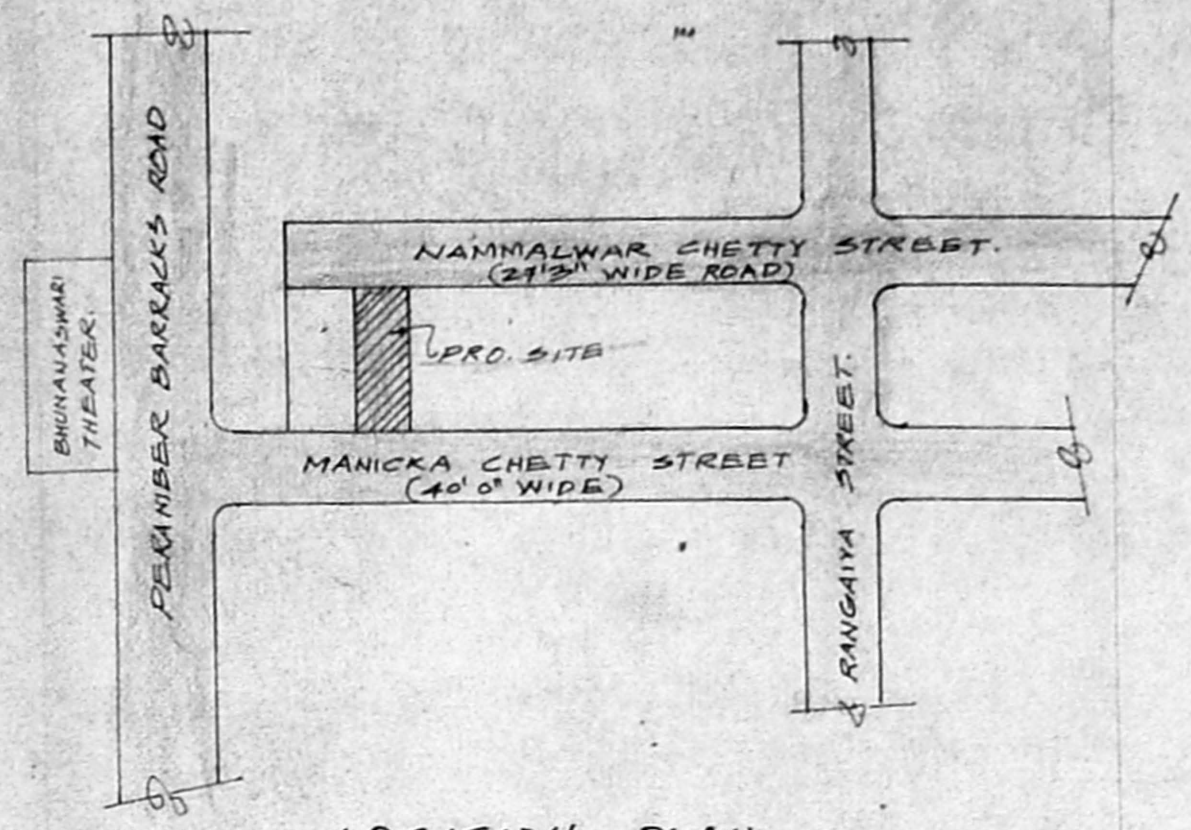 PERAMBER BARRACKS ROAD
BHUNANASWARI
THEATER.
NAMMALWAR CHETTY STREET.
(27'3" WIDE ROAD)
PRO. SITE
MANICKA CHETTY STREET
(40'0" WIDE)
RANGAIYA STREET.